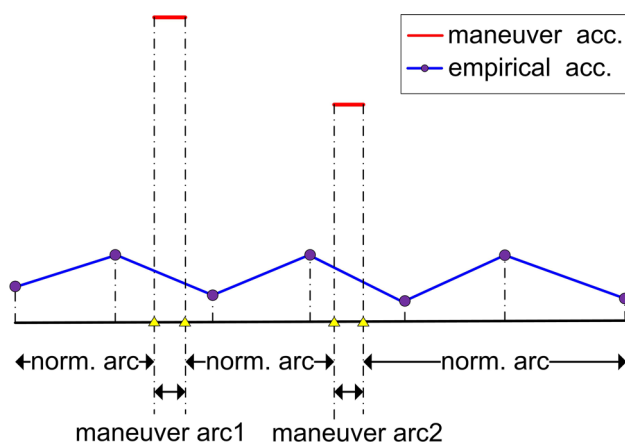 maneuver acc.
empirical acc.
norm. arc
norm. arc
norm. arc
maneuver arc1
maneuver arc2